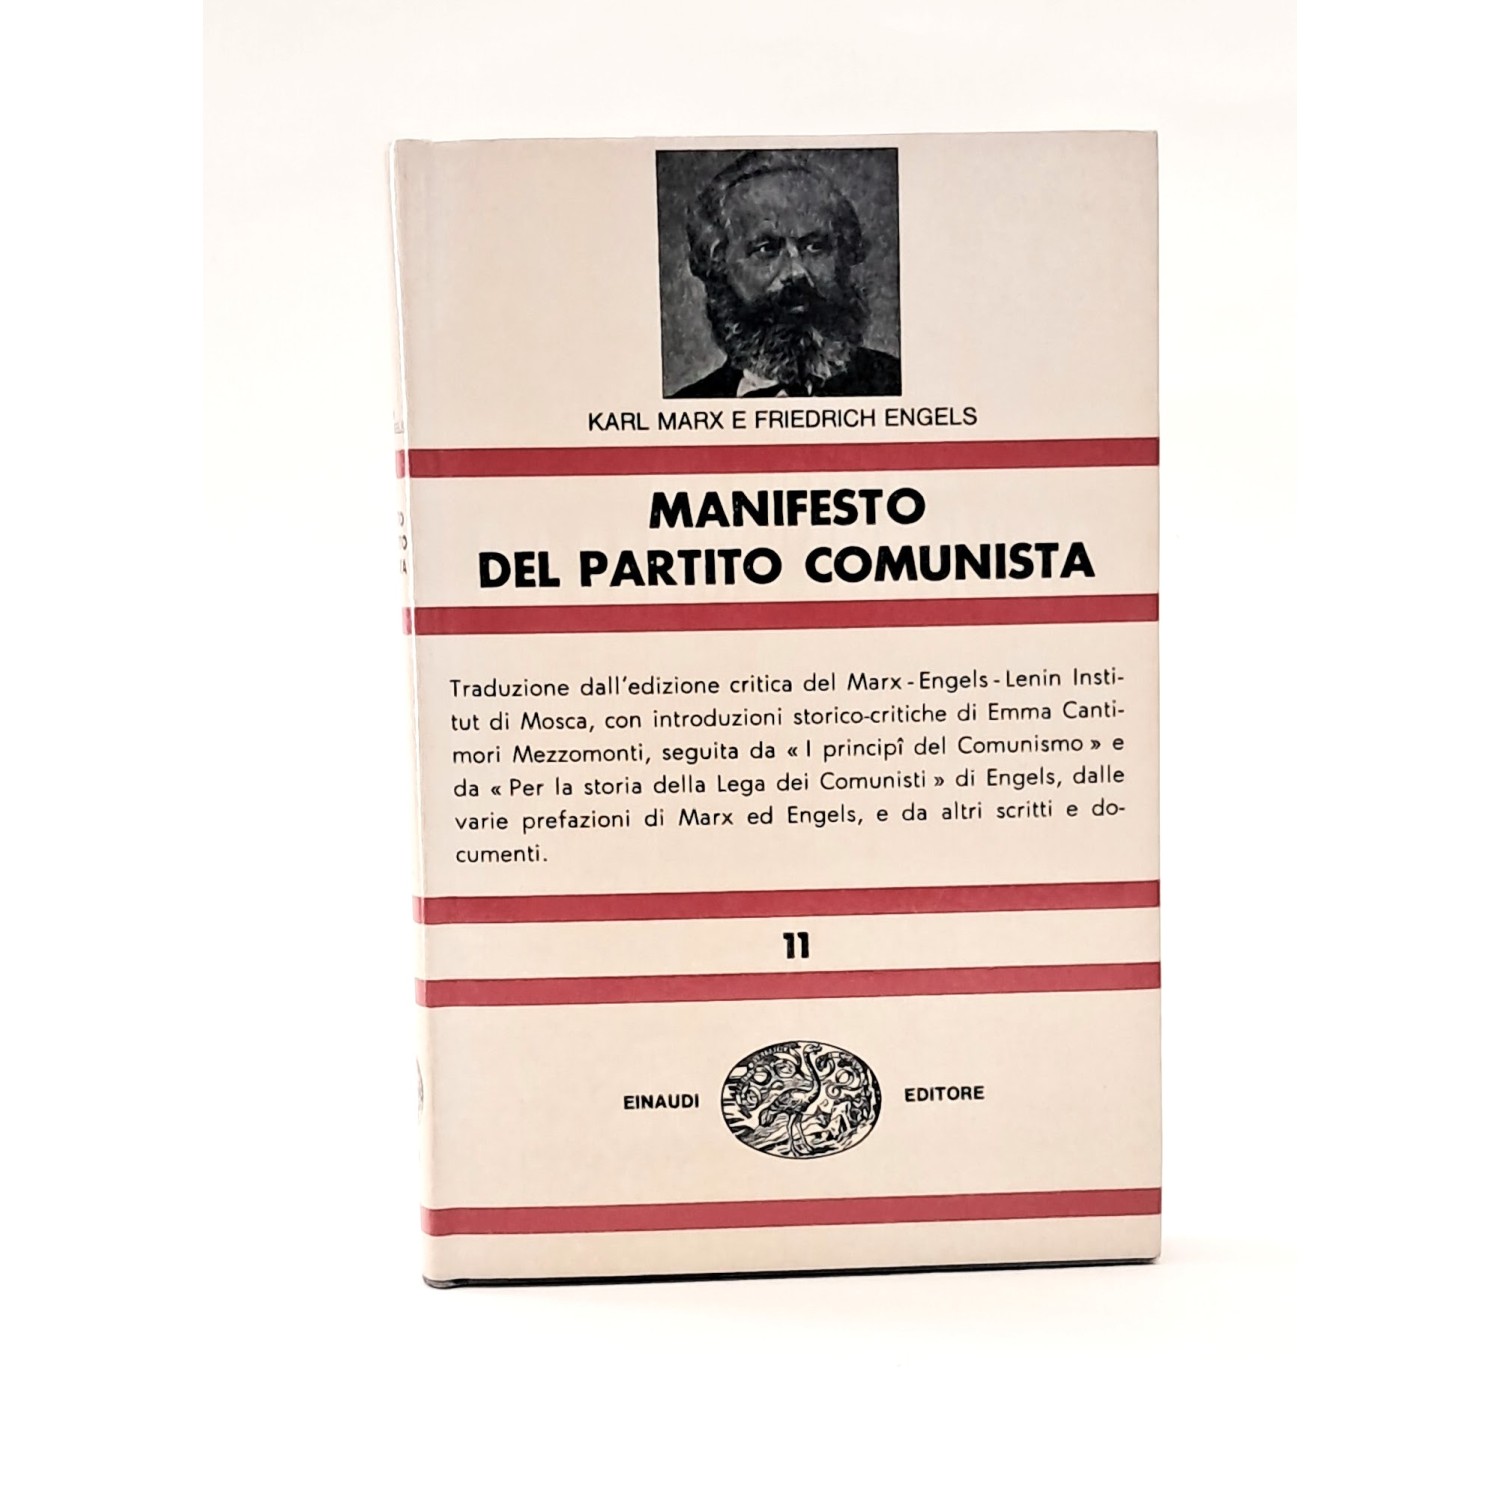 KARL MARX E FRIEDRICH ENGELS
MANIFESTO
DEL PARTITO COMUNISTA
Traduzione dall'edizione critica del Marx-Engels-Lenin Insti-
tut di Mosca, con introduzioni storico-critiche di Emma Canti-
mori Mezzomonti, seguita da « I principî del Comunismo » e
da « Per la storia della Lega dei Comunisti » di Engels, dalle
varie prefazioni di Marx ed Engels, e da altri scritti e do-
cumenti.
11
EINAUDI EDITORE